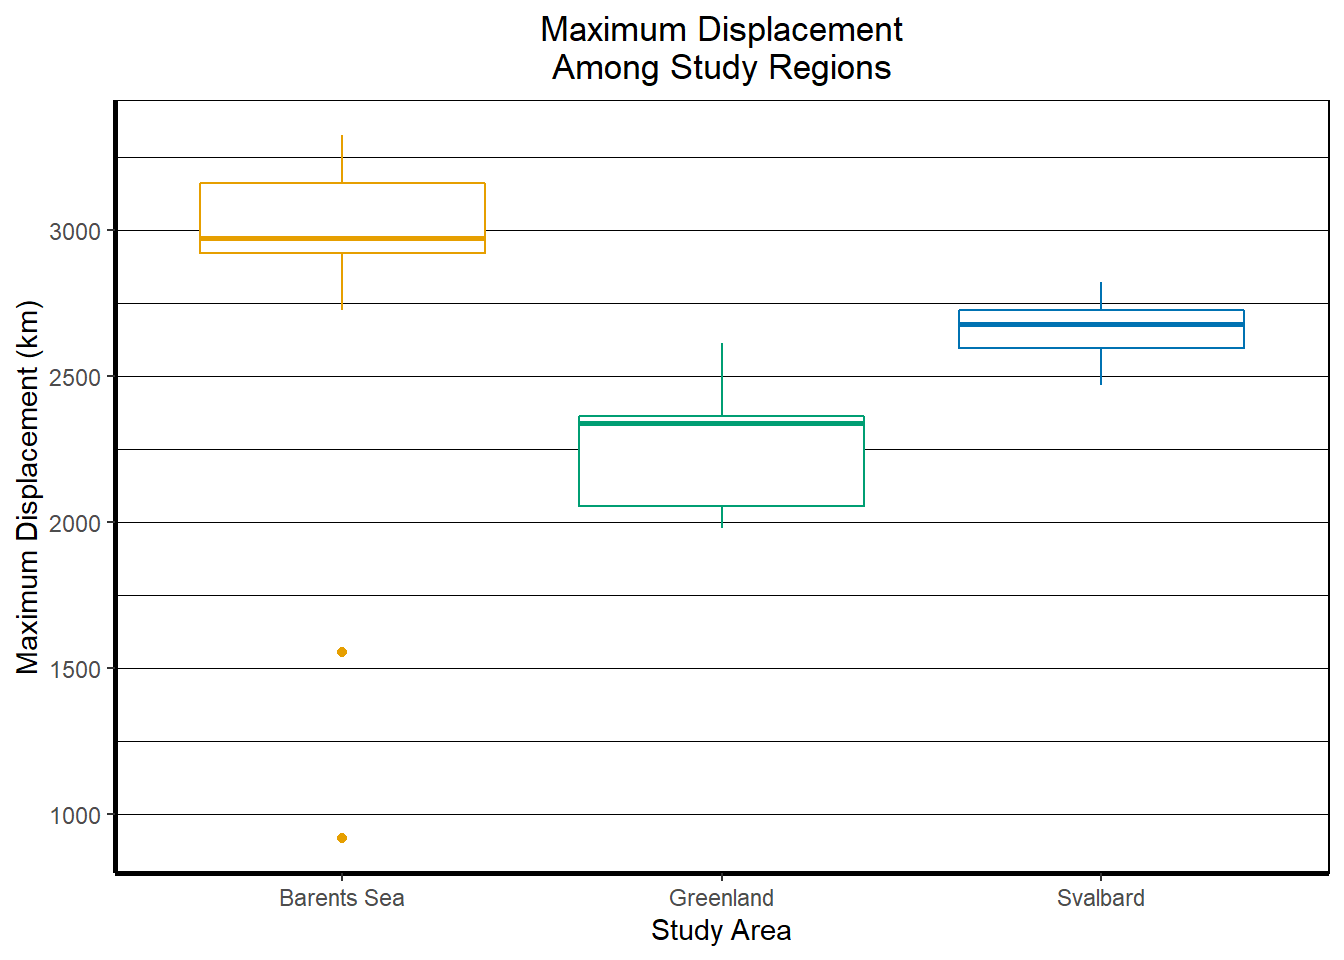 Maximum Displacement
Among Study Regions
Maximum Displacement (km)
3000
2500
2000
1500
1000
Barents Sea
Greenland
Svalbard
Study Area